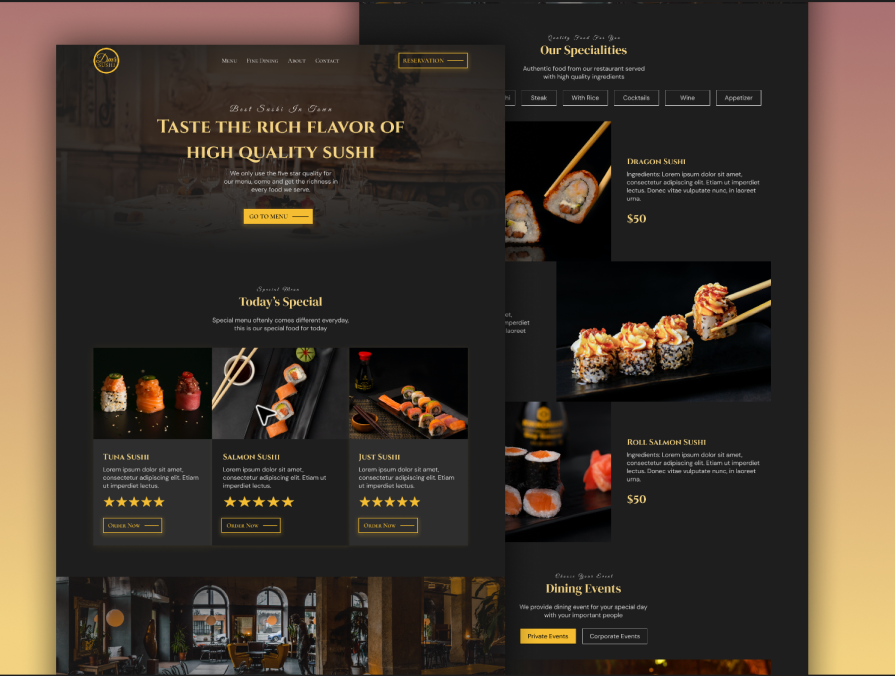 Dan's
SUSHI
MENU
FINE DINING
ABOUT
CONTACT
RESERVATION
Best Sushi In Town
TASTE THE RICH FLAVOR OF
HIGH QUALITY SUSHI
We only use the five star quality for
our menu, come and get the richness in
every food we serve.
GO TO MENU
Special Menu
Today's Special
Special menu oftenly comes different everyday,
this is our special food for today
TUNA SUSHI
Lorem ipsum dolor sit amet,
consectetur adipiscing elit. Etiam
ut imperdiet lectus.
ORDER NOW
SALMON SUSHI
Lorem ipsum dolor sit amet,
consectetur adipiscing elit. Etiam ut
imperdiet lectus.
ORDER NOW
JUST SUSHI
Lorem ipsum dolor sit amet,
consectetur adipiscing elit. Etiam
ut imperdiet lectus.
ORDER NOW
Quality Food For You
Our Specialities
Authentic food from our restaurant served
with high quality ingredients
hi
Steak
With Rice
Cocktails
Wine
Appetizer
DRAGON SUSHI
Ingredients: Lorem ipsum dolor sit amet,
consectetur adipiscing elit. Etiam ut imperdiet
lectus. Donec vitae vulputate nunc, in laoreet
urna.
$50
et,
mperdiet
laoreet
ROLL SALMON SUSHI
Ingredients: Lorem ipsum dolor sit amet,
consectetur adipiscing elit. Etiam ut imperdiet
lectus. Donec vitae vulputate nunc, in laoreet
urna.
$50
Choose Your Event
Dining Events
We provide dining event for your special day
with your important people
Private Events
Corporate Events